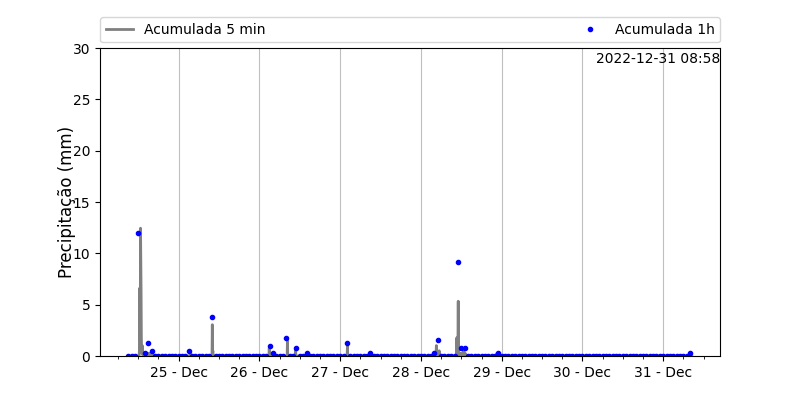 Acumulada 5 min
Acumulada 1h
2022-12-31 08:58
Precipitação (mm)
30
25
20
15
10
5
0
25 - Dec
26 - Dec
27 - Dec
28 - Dec
29 - Dec
30 - Dec
31 - Dec